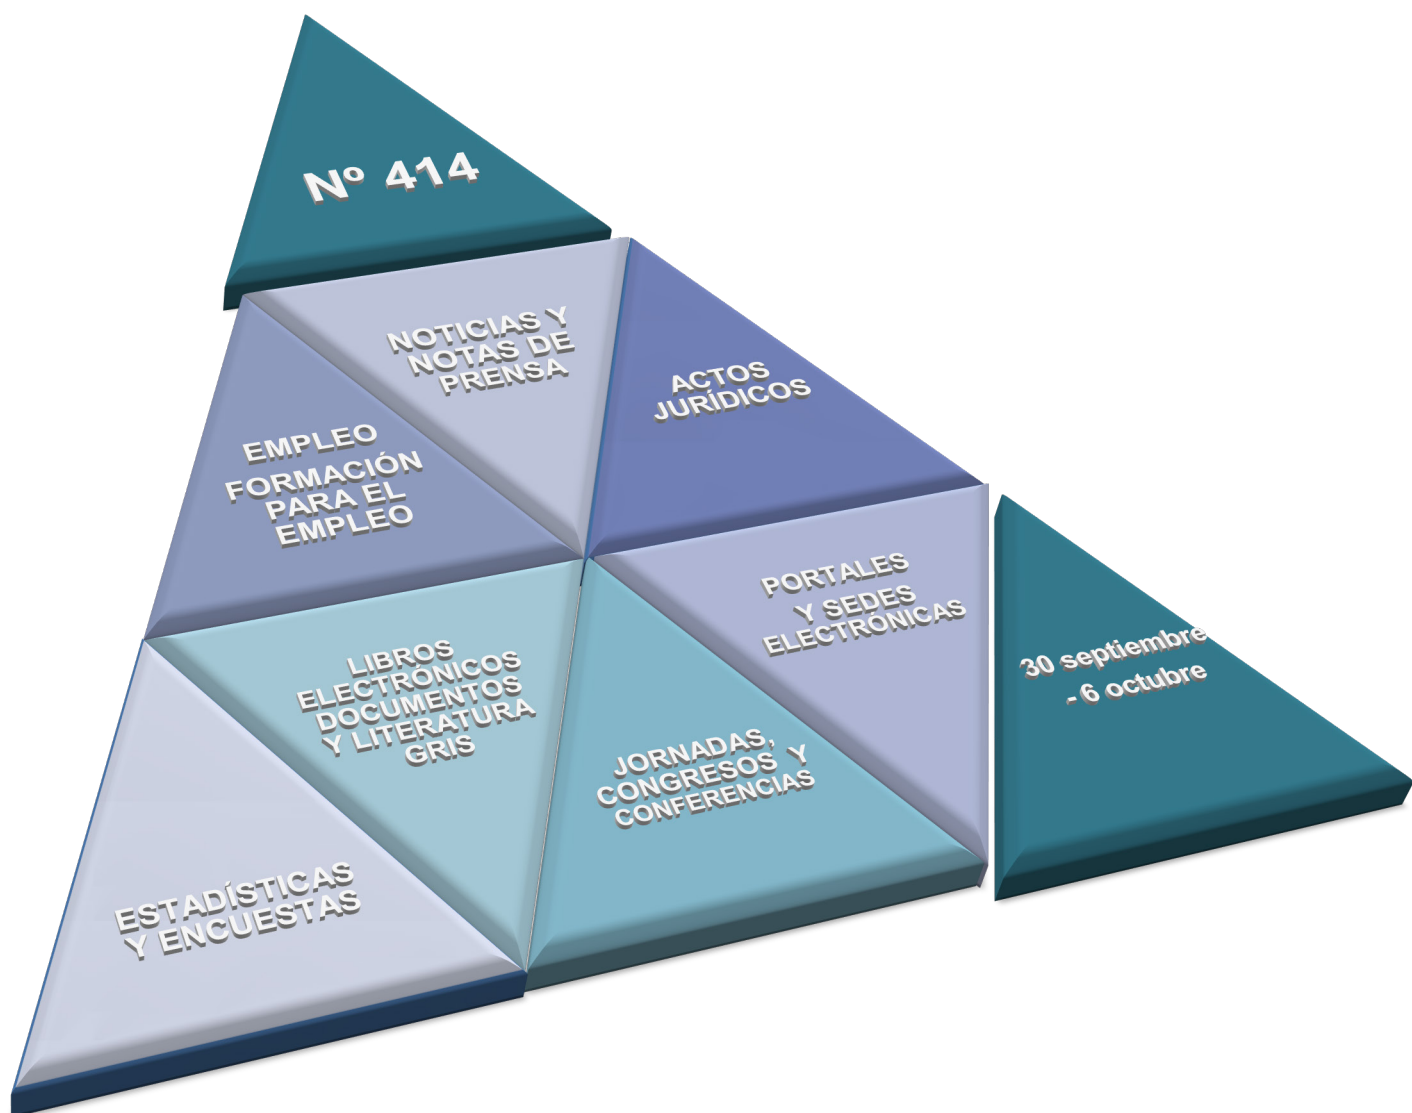 Nº 414
NOTICIAS Y
NOTAS DE
PRENSA
ACTOS
JURÍDICOS
EMPLEO
FORMACIÓN
PARA EL
EMPLEO
PORTALES
Y SEDES
ELECTRÓNICAS
30 septiembre
- 6 octubre
LIBROS
ELECTRÓNICOS
DOCUMENTOS
Y LITERATURA
GRIS
JORNADAS,
CONGRESOS Y
CONFERENCIAS
ESTADÍSTICAS
Y ENCUESTAS